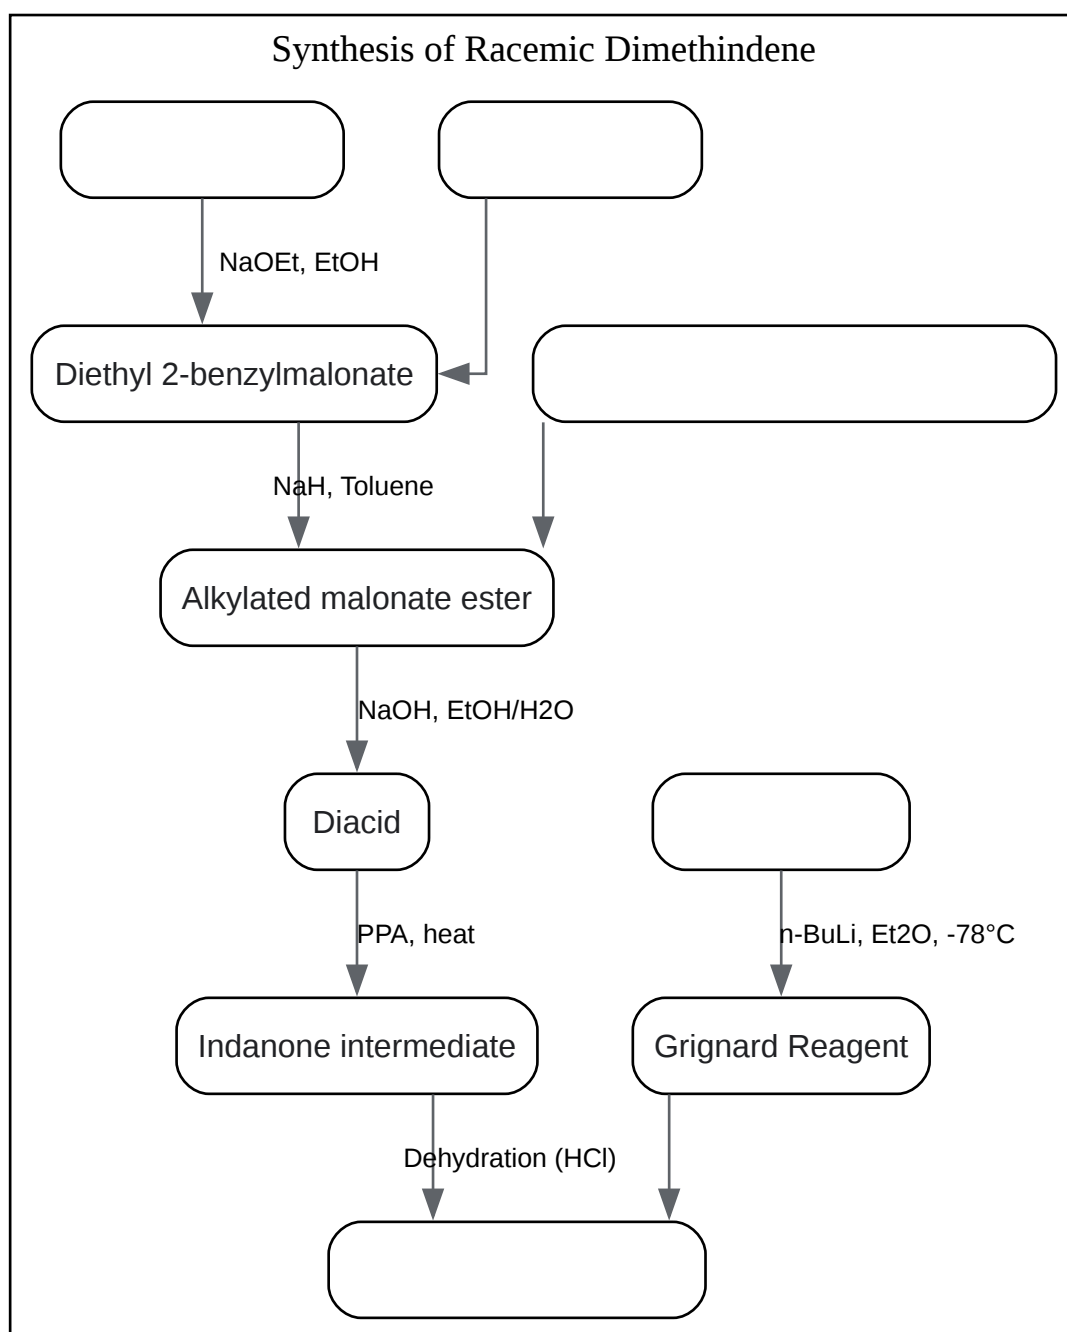 Synthesis of Racemic Dimethindene
NaOEt, EtOH
Diethyl 2-benzylmalonate
NaH, Toluene
Alkylated malonate ester
NaOH, EtOH/H2O
Diacid
PPA, heat
n-BuLi, Et2O, -78°C
Indanone intermediate
Grignard Reagent
Dehydration (HCl)